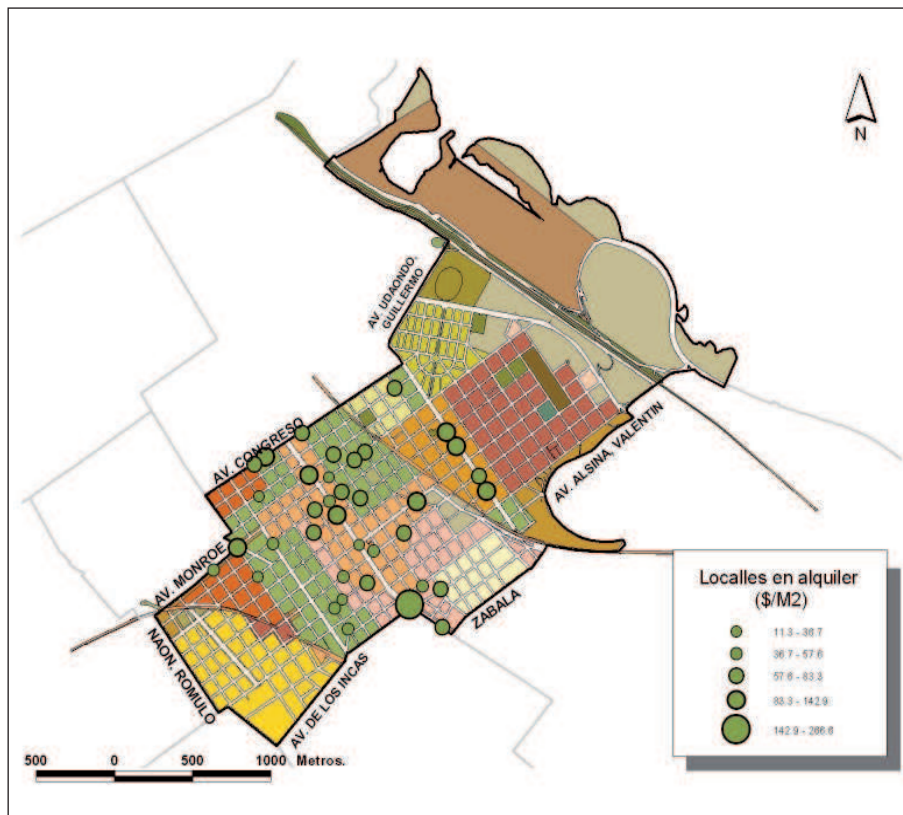 N
AV. UDAONDO,
GUILLERMO
AV. CONGRESO
AV. ALSINA, VALENTIN
AV. MONROE
NAON, ROMULO
ZABALA
AV. DE LOS INCAS
Localles en alquiler
($/M2)
11.3 - 36.7
36.7 - 57.6
57.6 - 83.3
83.3 - 142.9
142.9 - 266.6
500 0 500 1000 Metros.